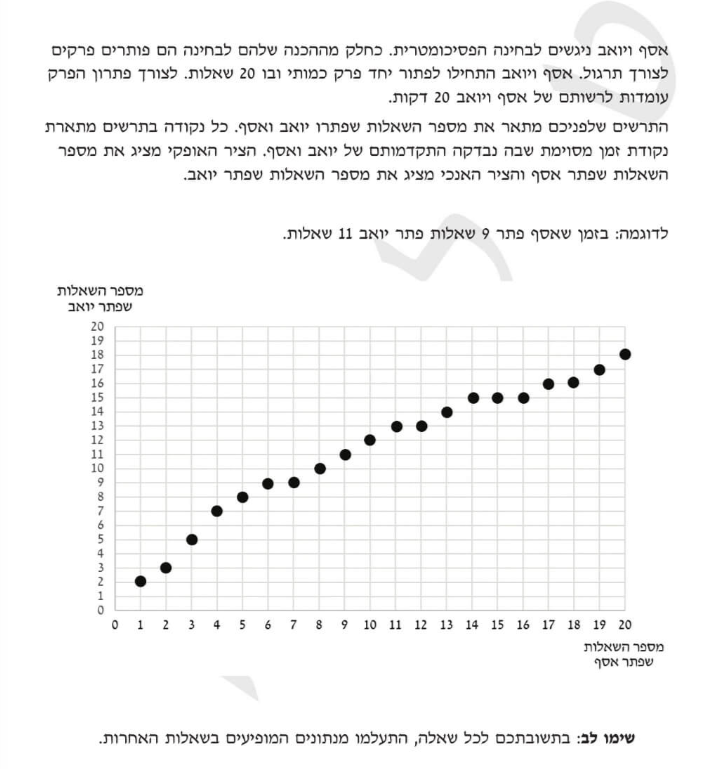 אסף ויואב ניגשים לבחינה הפסיכומטרית. כחלק מההכנה שלהם לבחינה הם פותרים פרקים
לצורך תרגול. אסף ויואב התחילו לפתור יחד פרק כמותי ובו 20 שאלות. לצורך פתרון הפרק
עומדות לרשותם של אסף ויואב 20 דקות.
התרשים שלפניכם מתאר את מספר השאלות שפתרו יואב ואסף. כל נקודה בתרשים מתארת
נקודת זמן מסוימת שבה נבדקה התקדמותם של יואב ואסף. הציר האופקי מציג את מספר
השאלות שפתר אסף והציר האנכי מציג את מספר השאלות שפתר יואב.
לדוגמה: בזמן שאסף פתר 9 שאלות פתר יואב 11 שאלות.
מספר השאלות
שפתר יואב
20
19
18
17
16
15
14
13
12
11
10
9
8
7
6
5
4
3
2
1
0
0 1 2 3 4 5 6 7 8 9 10 11 12 13 14 15 16 17 18 19 20
מספר השאלות
שפתר אסף
שימו לב: בתשובתכם לכל שאלה, התעלמו מנתונים המופיעים בשאלות האחרות.